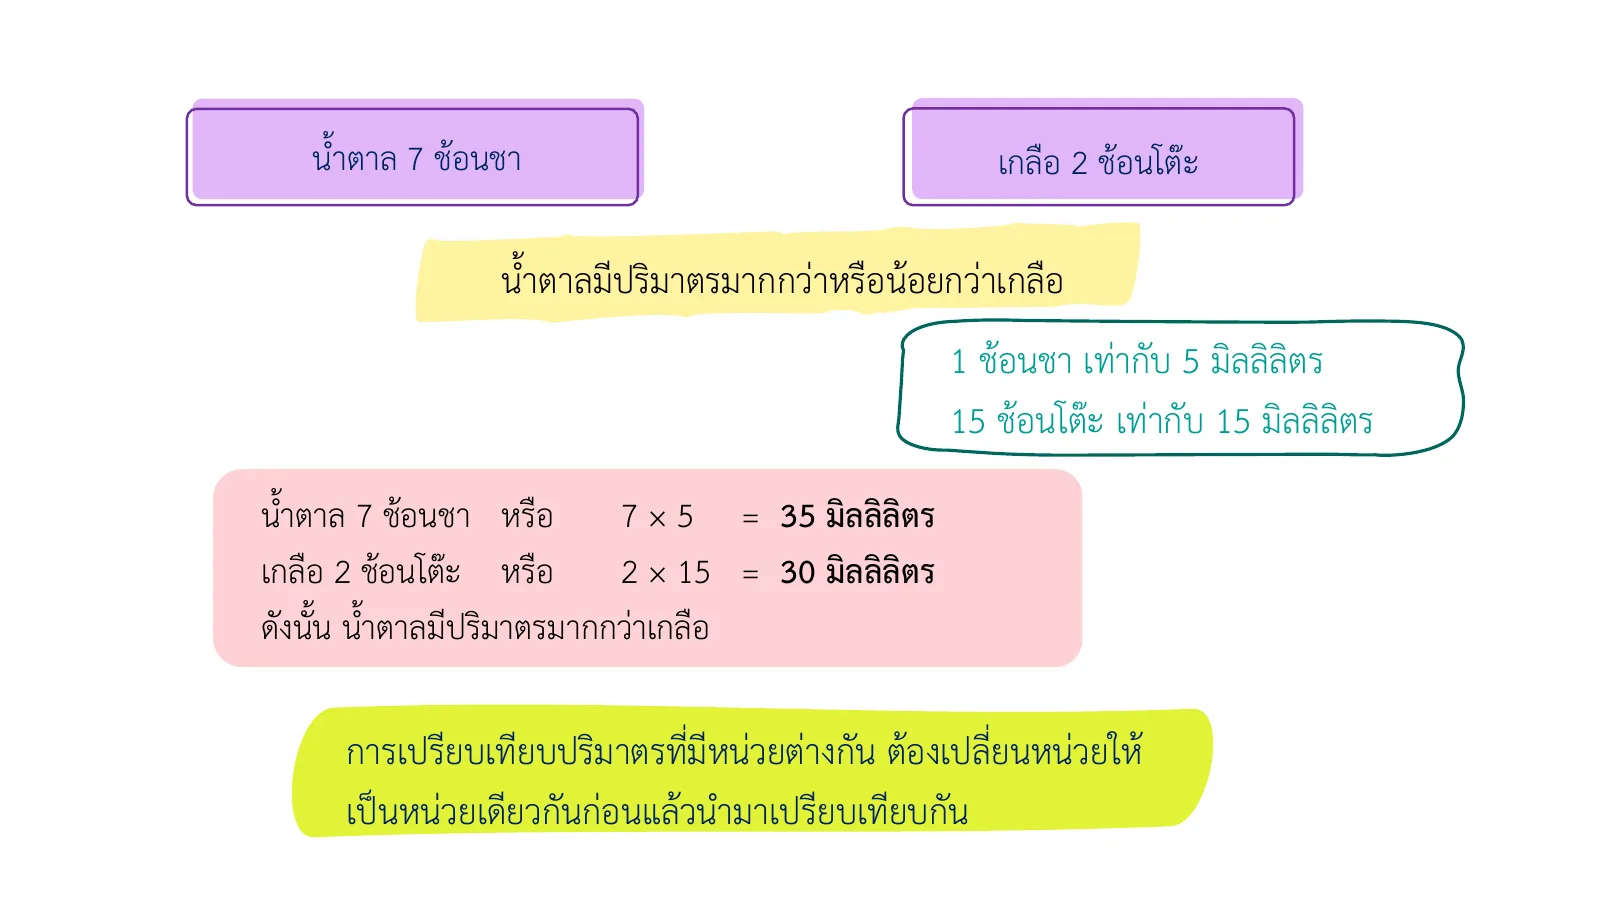 น้ำตาล 7 ช้อนชา
เกลือ 2 ช้อนโต๊ะ
น้ำตาลมีปริมาตรมากกว่าหรือน้อยกว่าเกลือ
1 ช้อนชา เท่ากับ 5 มิลลิลิตร
15 ช้อนโต๊ะ เท่ากับ 15 มิลลิลิตร
น้ำตาล 7 ช้อนชา หรือ 7 × 5 = 35 มิลลิลิตร
เกลือ 2 ช้อนโต๊ะ หรือ 2 × 15 = 30 มิลลิลิตร
ดังนั้น น้ำตาลมีปริมาตรมากกว่าเกลือ
การเปรียบเทียบปริมาตรที่มีหน่วยต่างกัน ต้องเปลี่ยนหน่วยให้
เป็นหน่วยเดียวกันก่อนแล้วนำมาเปรียบเทียบกัน